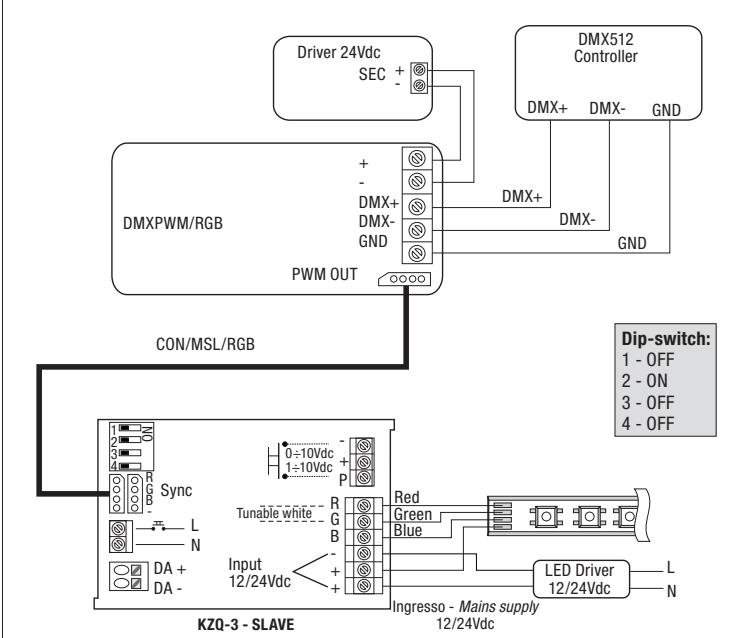 Driver 24Vdc
SEC +
-
DMX512
Controller
DMX+ DMX- GND
DMXPWM/RGB
+
-
DMX+
DMX-
GND
PWM OUT
DMX+
DMX-
GND
CON/MSL/RGB
Dip-switch:
1 - OFF
2 - ON
3 - OFF
4 - OFF
1
2
3
4
ON
R
G
B
-
Sync
L
N
DA +
DA -
0÷10Vdc
1÷10Vdc
-
+
P
Tunable white
R
G
B
-
+
+
Input
12/24Vdc
Red
Green
Blue
LED Driver
12/24Vdc
L
N
Ingresso - Mains supply
12/24Vdc
KZQ-3 - SLAVE